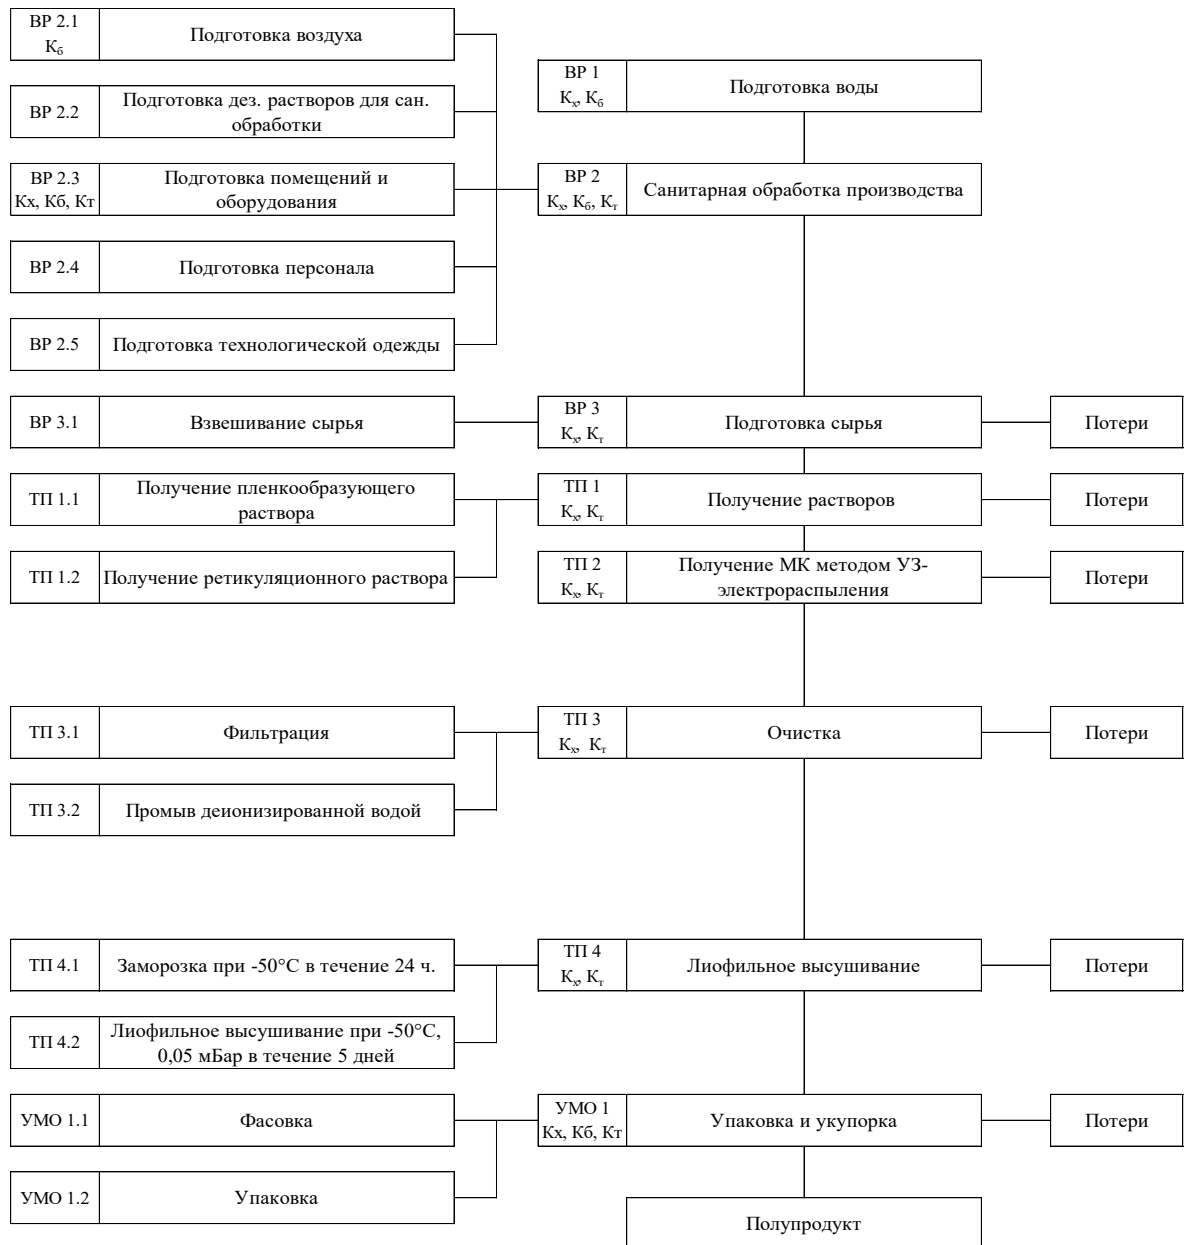 ВР 2.1
Кб
Подготовка воздуха
ВР 1
Кх, Кб
Подготовка воды
ВР 2.2
Подготовка дез. растворов для сан.
обработки
ВР 2.3
Кх, Кб, Кт
Подготовка помещений и
оборудования
ВР 2
Кх, Кб, Кт
Санитарная обработка производства
ВР 2.4
Подготовка персонала
ВР 2.5
Подготовка технологической одежды
ВР 3.1
Взвешивание сырья
ВР 3
Кх, Кт
Подготовка сырья
Потери
ТП 1.1
Получение пленкообразующего
раствора
ТП 1
Кх, Кт
Получение растворов
Потери
ТП 1.2
Получение ретикуляционного раствора
ТП 2
Кх, Кт
Получение МК методом УЗ-
электрораспыления
Потери
ТП 3.1
Фильтрация
ТП 3
Кх, Кт
Очистка
Потери
ТП 3.2
Промыв деионизированной водой
ТП 4.1
Заморозка при -50°С в течение 24 ч.
ТП 4
Кх, Кт
Лиофильное высушивание
Потери
ТП 4.2
Лиофильное высушивание при -50°С,
0,05 мБар в течение 5 дней
УМО 1.1
Фасовка
УМО 1
Кх, Кб, Кт
Упаковка и укупорка
Потери
УМО 1.2
Упаковка
Полупродукт